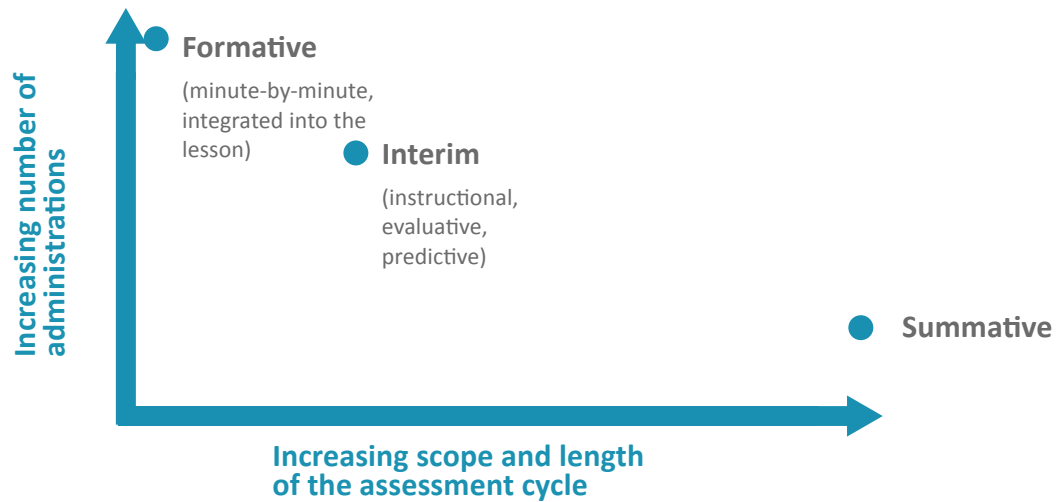 Increasing number of
administrations
Formative
(minute-by-minute,
integrated into the
lesson)
Interim
(instructional,
evaluative,
predictive)
Summative
Increasing scope and length
of the assessment cycle